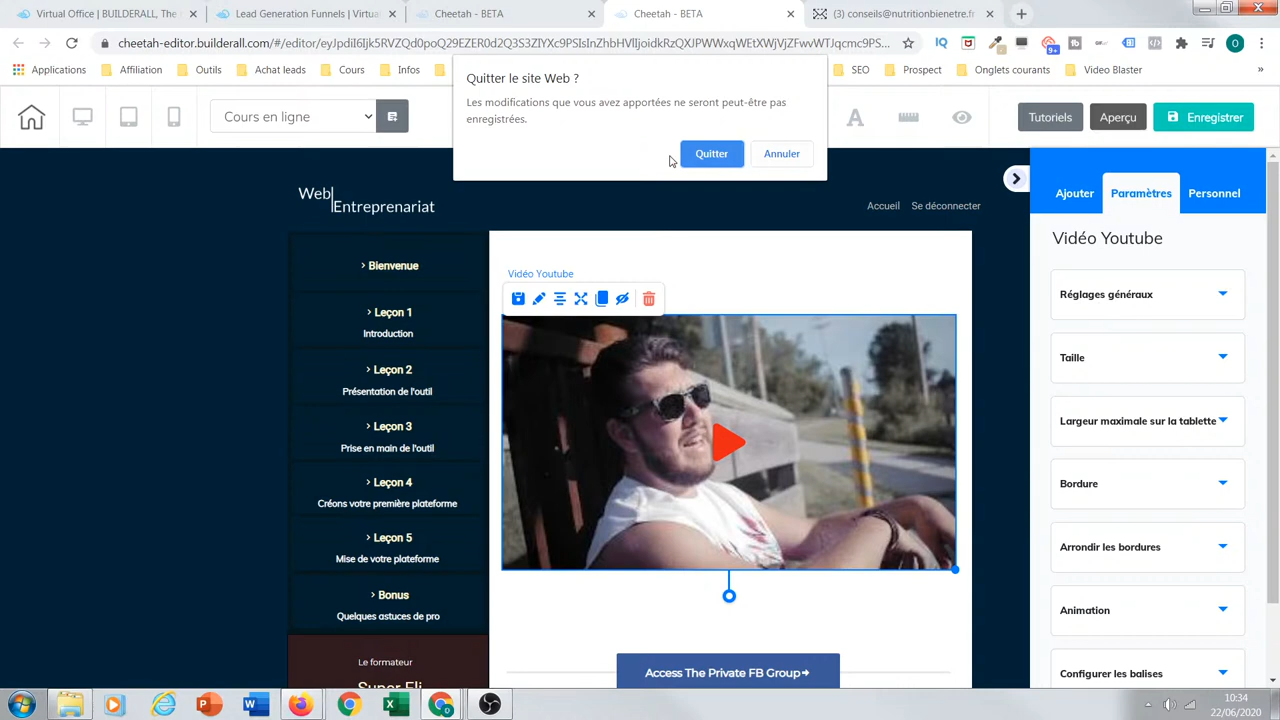 Virtual Office | BUILDERALL, Th
Lead Generation Funnels | Virtu
Cheetah - BETA
Cheetah - BETA
(3) conseils@nutritionbienetre.fr
cheetah-editor.builderall.com/#/edit/
9+
O
Applications
Affiliation
Outils
Achat leads
Cours
Infos
SEO
Prospect
Onglets courants
Video Blaster
»
Quitter le site Web ?
Les modifications que vous avez apportées ne seront peut-être pas
enregistrées.
Quitter
Annuler
Cours en ligne
Tutoriels
Aperçu
Enregistrer
Web
Entreprenariat
Accueil
Se déconnecter
Ajouter
Paramètres
Personnel
> Bienvenue
> Leçon 1
Introduction
> Leçon 2
Présentation de l'outil
> Leçon 3
Prise en main de l'outil
> Leçon 4
Créons votre première plateforme
> Leçon 5
Mise de votre plateforme
> Bonus
Quelques astuces de pro
Le formateur
Super Eli
Vidéo Youtube
Access The Private FB Group➔
Vidéo Youtube
Réglages généraux
Taille
Largeur maximale sur la tablette
Bordure
Arrondir les bordures
Animation
Configurer les balises
10:34
22/06/2020